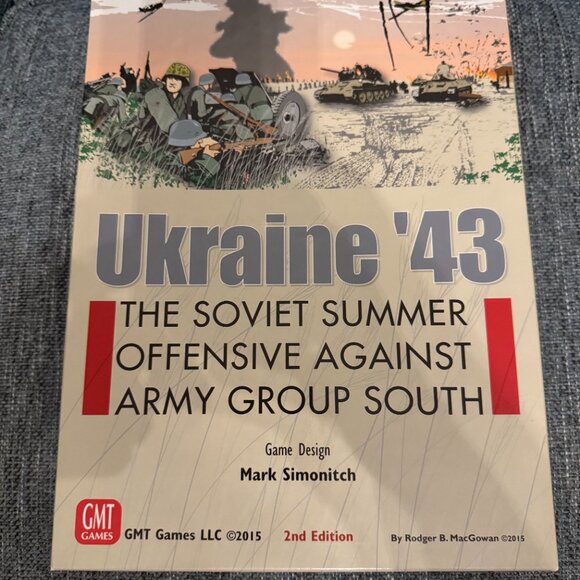 Ukraine '43
THE SOVIET SUMMER
OFFENSIVE AGAINST
ARMY GROUP SOUTH
Game Design
Mark Simonitch
GMT
GAMES
GMT Games LLC ©2015
2nd Edition
By Rodger B. MacGowan ©2015